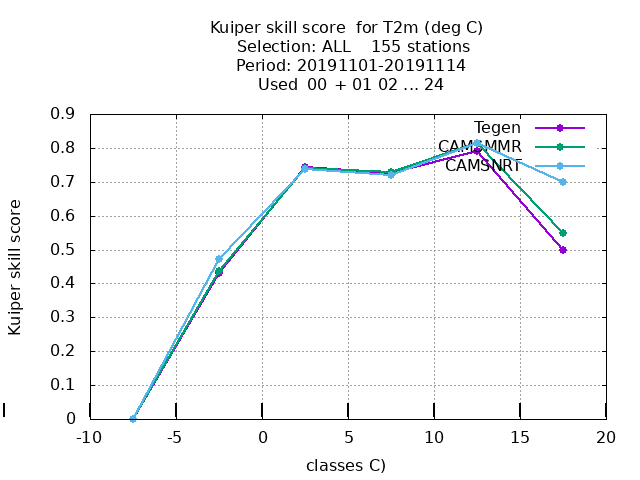 Kuiper skill score for T2m (deg C)
Selection: ALL 155 stations
Period: 20191101-20191114
Used 00 + 01 02 ... 24
Tegen
CAMSMMR
CAMSNRT
Kuiper skill score
0.9
0.8
0.7
0.6
0.5
0.4
0.3
0.2
0.1
0
-10 -5 0 5 10 15 20
classes C)